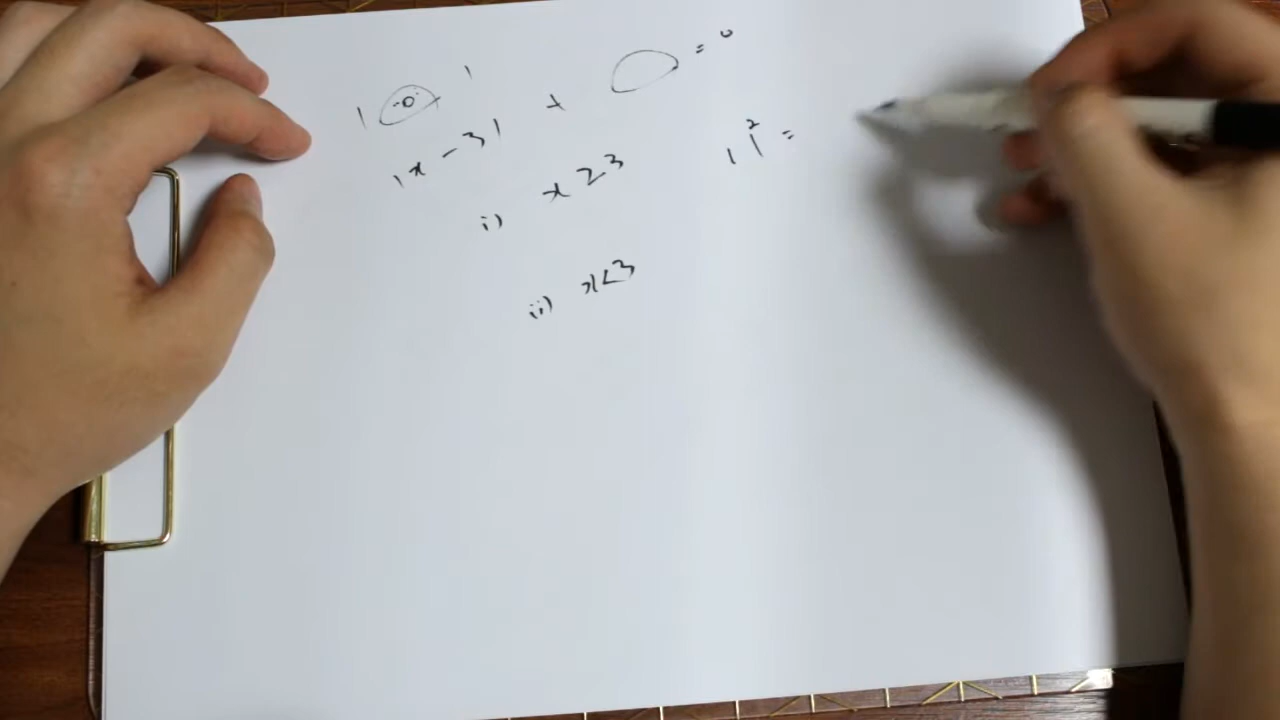 | ·0· | + = 0
|x - 3|
i) x ≥ 3
ii) x < 3
| |² =